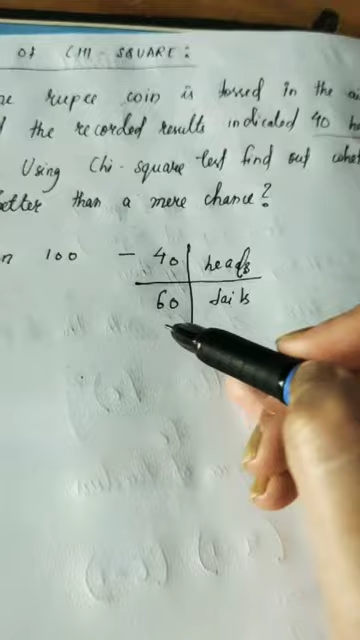 OF CHI-SQUARE:
rupee coin is tossed in the
the recorded results indicated 40
Using Chi-square test find out
better than a mere chance?
100 - 40 heads
60 tails